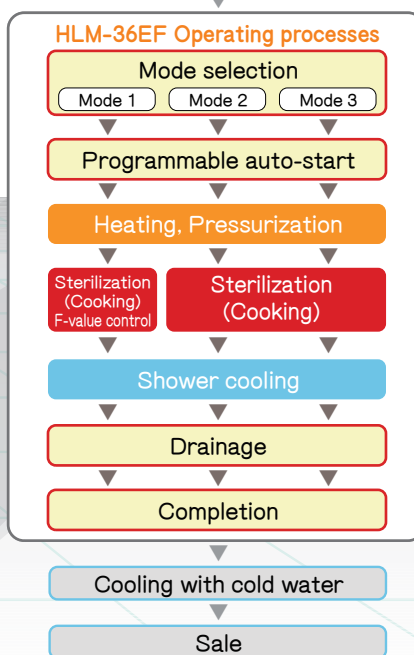 HLM-36EF Operating processes
Mode selection
Mode 1 Mode 2 Mode 3
Programmable auto-start
Heating, Pressurization
Sterilization
(Cooking)
F-value control
Sterilization
(Cooking)
Shower cooling
Drainage
Completion
Cooling with cold water
Sale